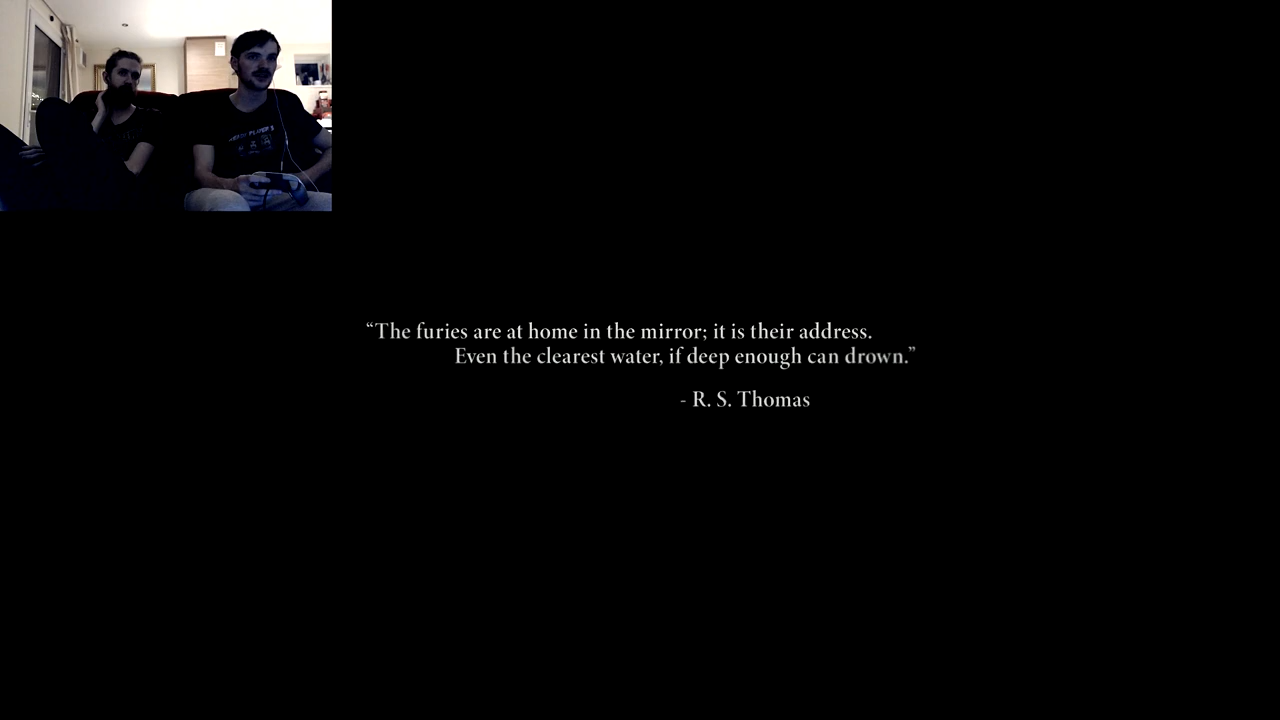 “The furies are at home in the mirror; it is their address.
Even the clearest water, if deep enough can drown.”
- R. S. Thomas